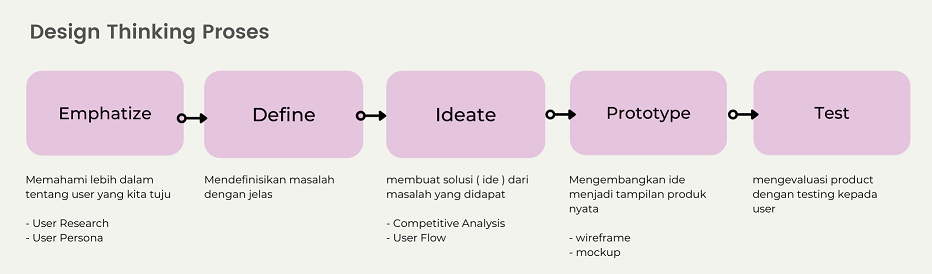 Design Thinking Proses
Emphatize
Define
Ideate
Prototype
Test
Memahami lebih dalam
tentang user yang kita tuju
- User Research
- User Persona
Mendefinisikan masalah
dengan jelas
membuat solusi ( ide ) dari
masalah yang didapat
- Competitive Analysis
- User Flow
Mengembangkan ide
menjadi tampilan produk
nyata
- wireframe
- mockup
mengevaluasi product
dengan testing kepada
user